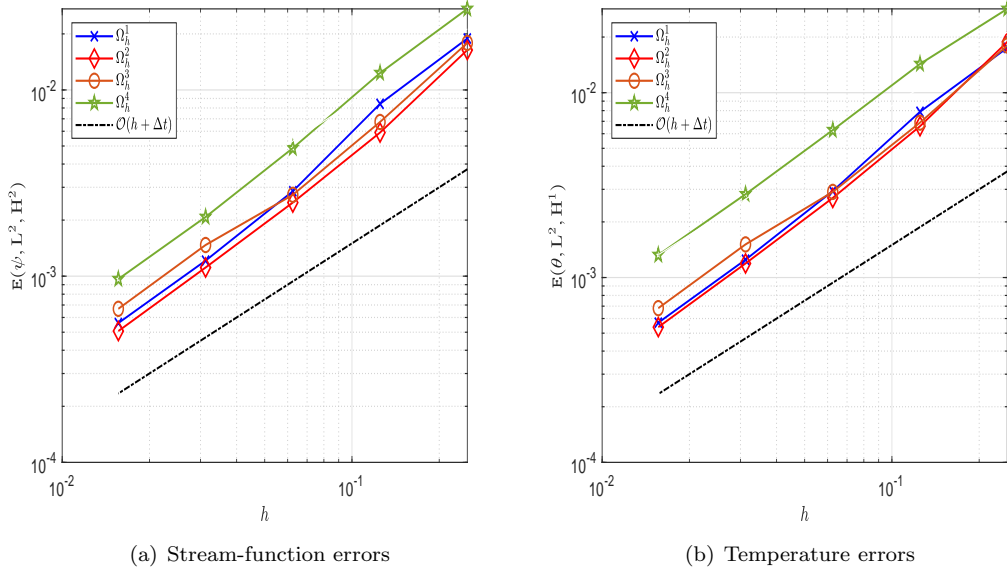 Ω_h^1
Ω_h^2
Ω_h^3
Ω_h^4
𝒪(h + Δt)
10^-2
10^-3
10^-4
E(ψ, L^2, H^2)
10^-2
10^-1
h
(a) Stream-function errors
Ω_h^1
Ω_h^2
Ω_h^3
Ω_h^4
𝒪(h + Δt)
10^-2
10^-3
10^-4
E(θ, L^2, H^1)
10^-2
10^-1
h
(b) Temperature errors